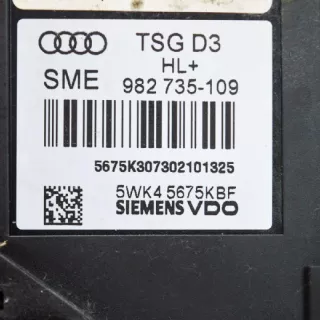 TSG D3
HL+
SME 982 735-109
5675K307302101325
5WK4 5675KBF
SIEMENS VDO